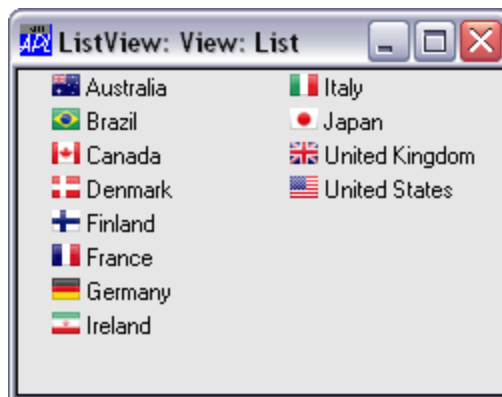 ListView: View: List
Australia
Brazil
Canada
Denmark
Finland
France
Germany
Ireland
Italy
Japan
United Kingdom
United States